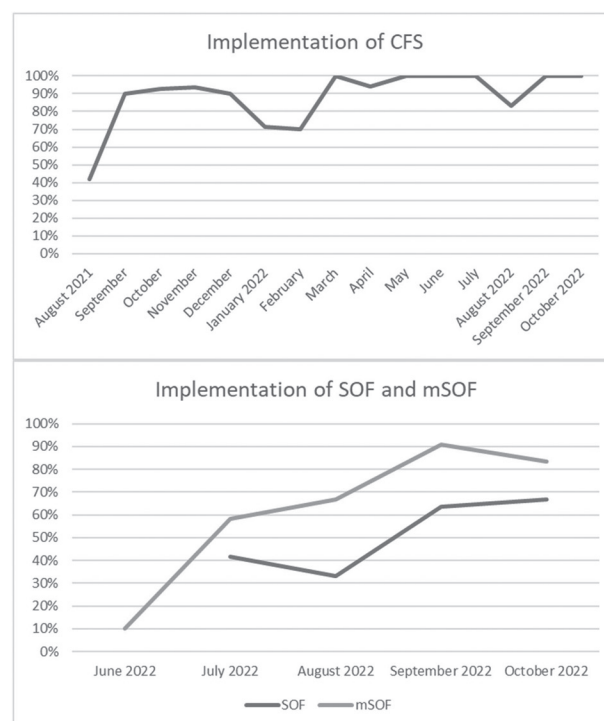 Implementation of CFS
100%
90%
80%
70%
60%
50%
40%
30%
20%
10%
0%
August 2021
September
October
November
December
January 2022
February
March
April
May
June
July
August 2022
September 2022
October 2022
Implementation of SOF and mSOF
100%
90%
80%
70%
60%
50%
40%
30%
20%
10%
0%
June 2022 July 2022 August 2022 September 2022 October 2022
SOF mSOF